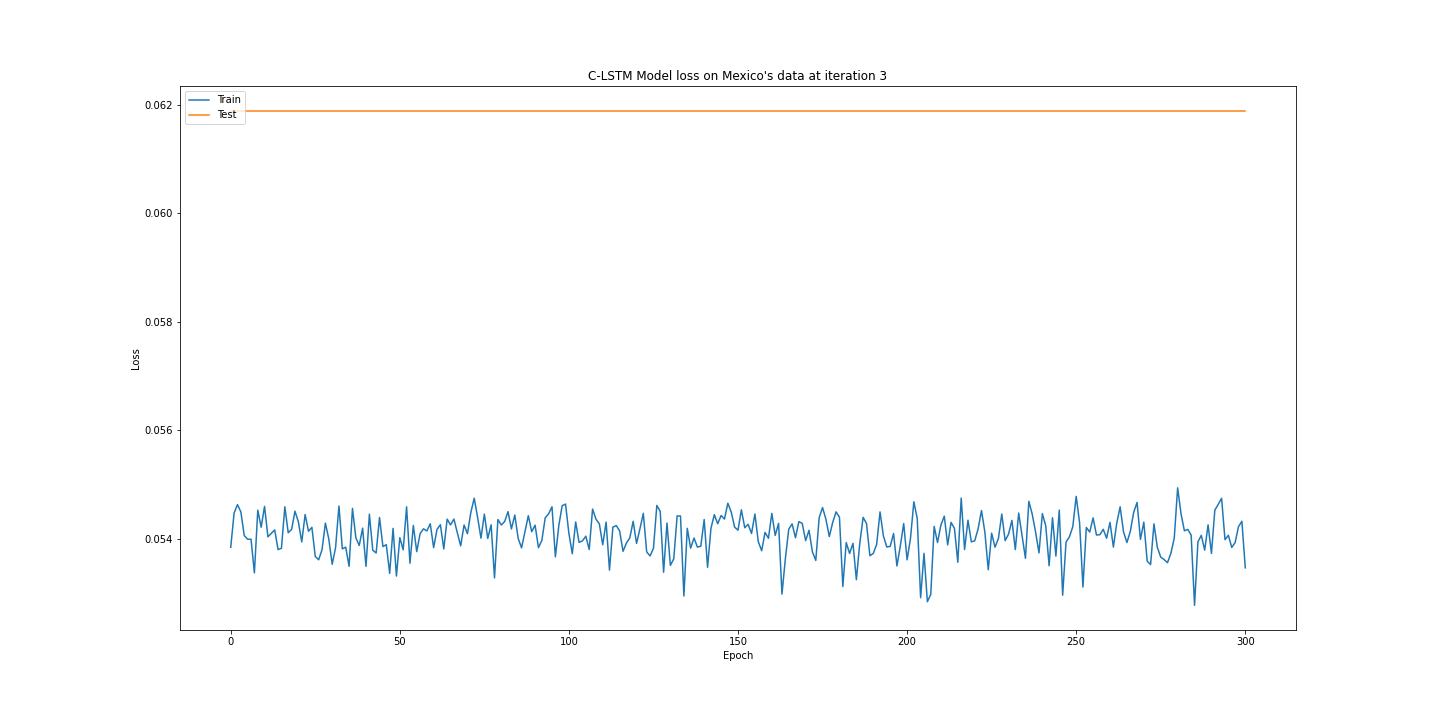 C-LSTM Model loss on Mexico's data at iteration 3
Train
Test
0.062
0.060
0.058
0.056
0.054
Loss
0 50 100 150 200 250 300
Epoch